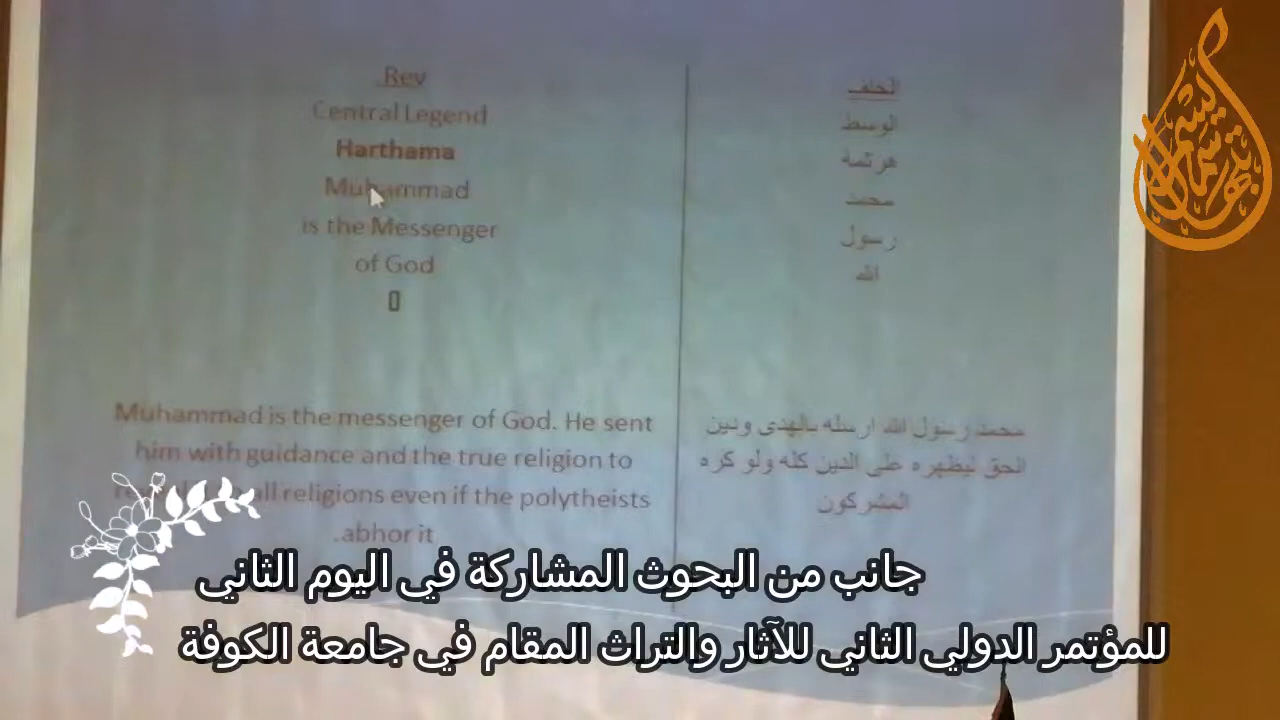 .Rev
Central Legend
Harthama
Muhammad
is the Messenger
of God
الخلف
الوسط
هرثمة
محمد
رسول
الله
Muhammad is the messenger of God. He sent
him with guidance and the true religion to
all religions even if the polytheists
.abhor it
محمد رسول الله ارسله بالهدى ودين
الحق ليظهره على الدين كله ولو كره
المشركون
جانب من البحوث المشاركة في اليوم الثاني
للمؤتمر الدولي الثاني للآثار والتراث المقام في جامعة الكوفة